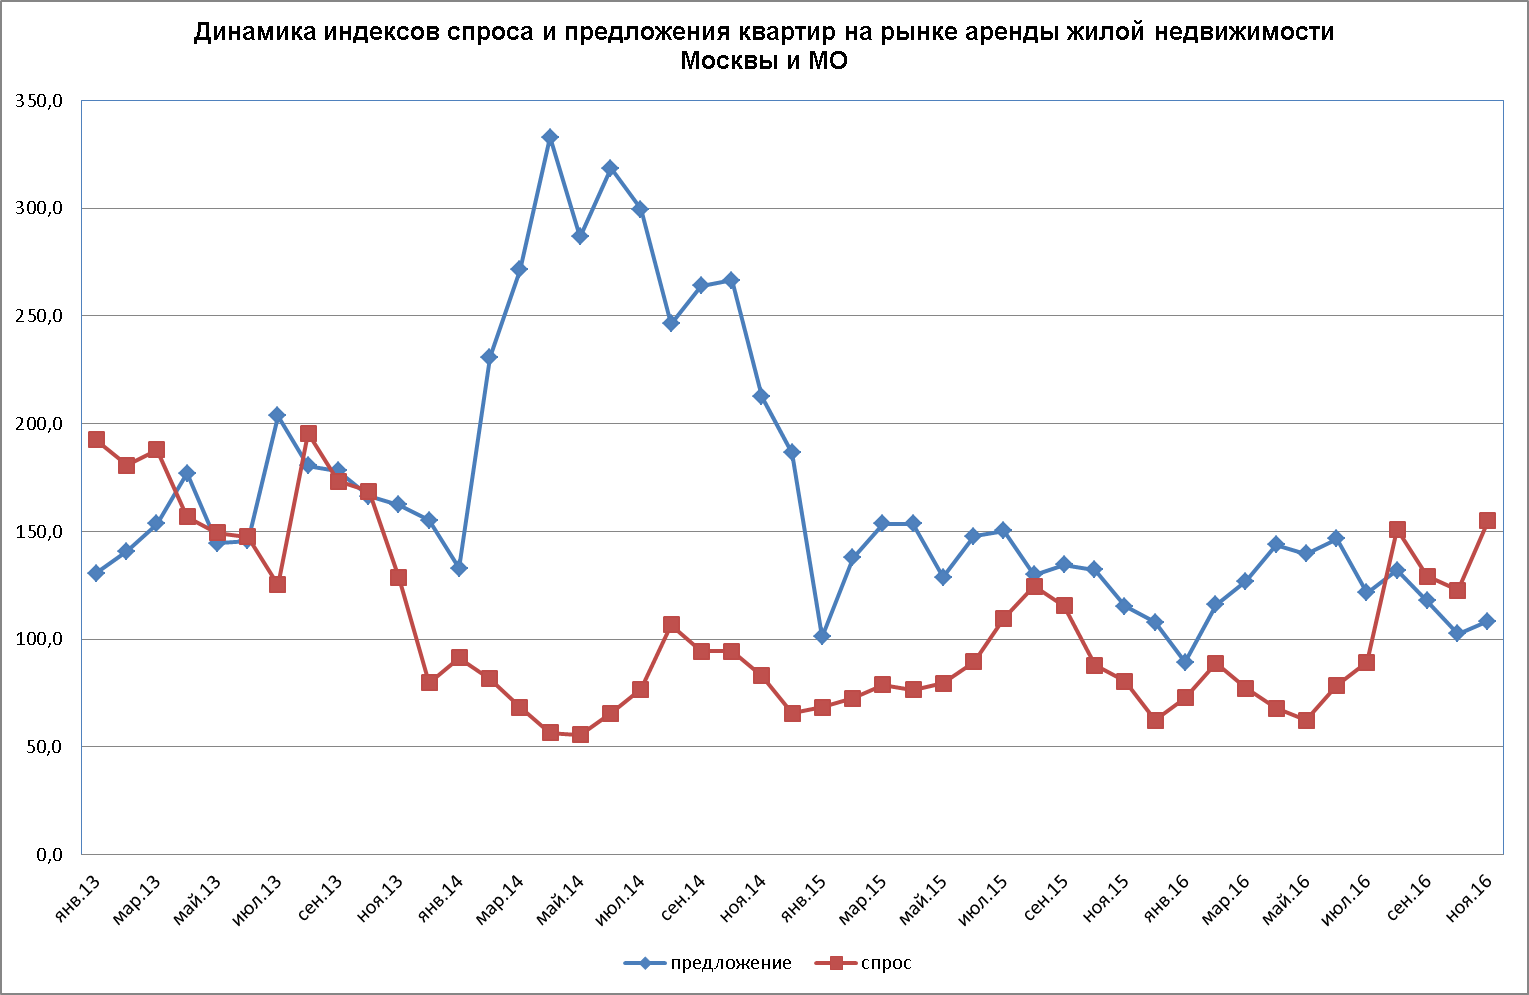 Динамика индексов спроса и предложения квартир на рынке аренды жилой недвижимости
Москвы и МО
350,0
300,0
250,0
200,0
150,0
100,0
50,0
0,0
янв.13 мар.13 май.13 июл.13 сен.13 ноя.13 янв.14 мар.14 май.14 июл.14 сен.14 ноя.14 янв.15 мар.15 май.15 июл.15 сен.15 ноя.15 янв.16 мар.16 май.16 июл.16 сен.16 ноя.16
предложение спрос